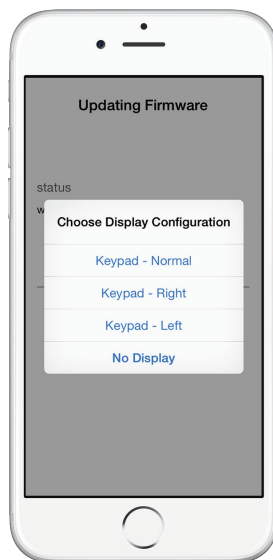 Updating Firmware
status
w
Choose Display Configuration
Keypad - Normal
Keypad - Right
Keypad - Left
No Display